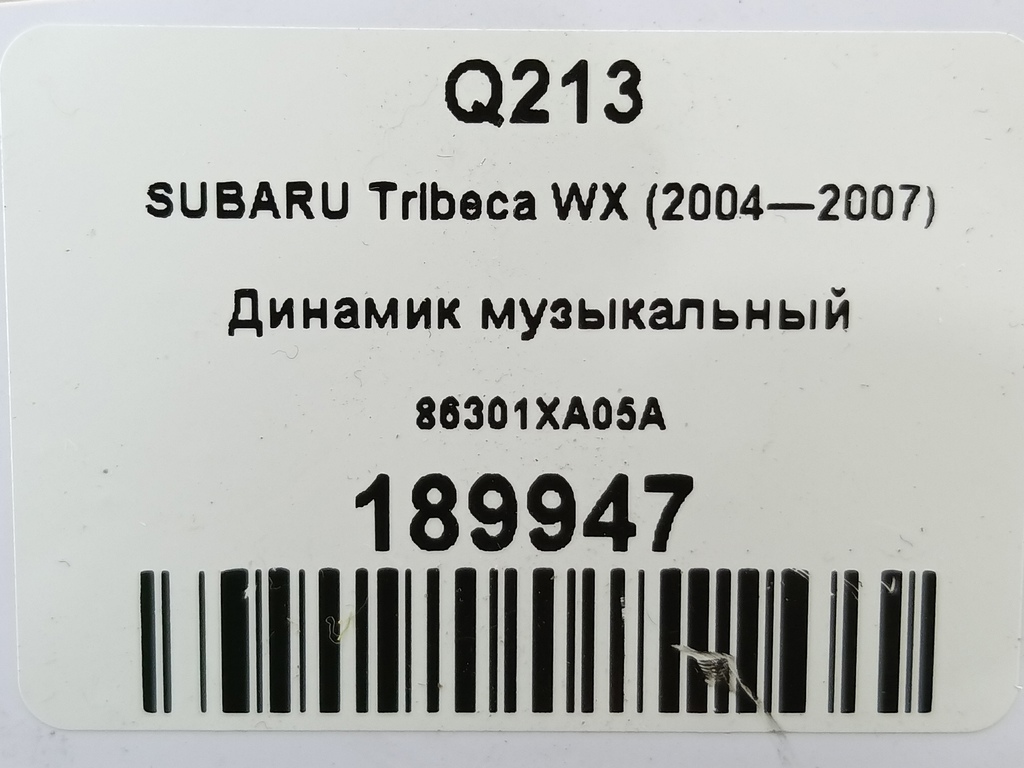 Q213
SUBARU Tribeca WX (2004—2007)
Динамик музыкальный
86301XA05A
189947